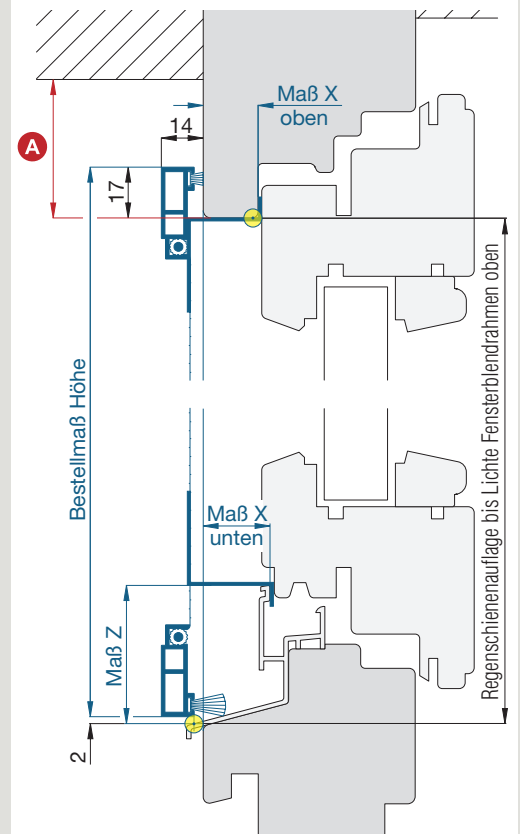 Maß X
oben
14
A
17
Bestellmaß Höhe
Regenschienenauflage bis Lichte Fensterblendrahmen oben
Maß X
unten
Maß Z
2